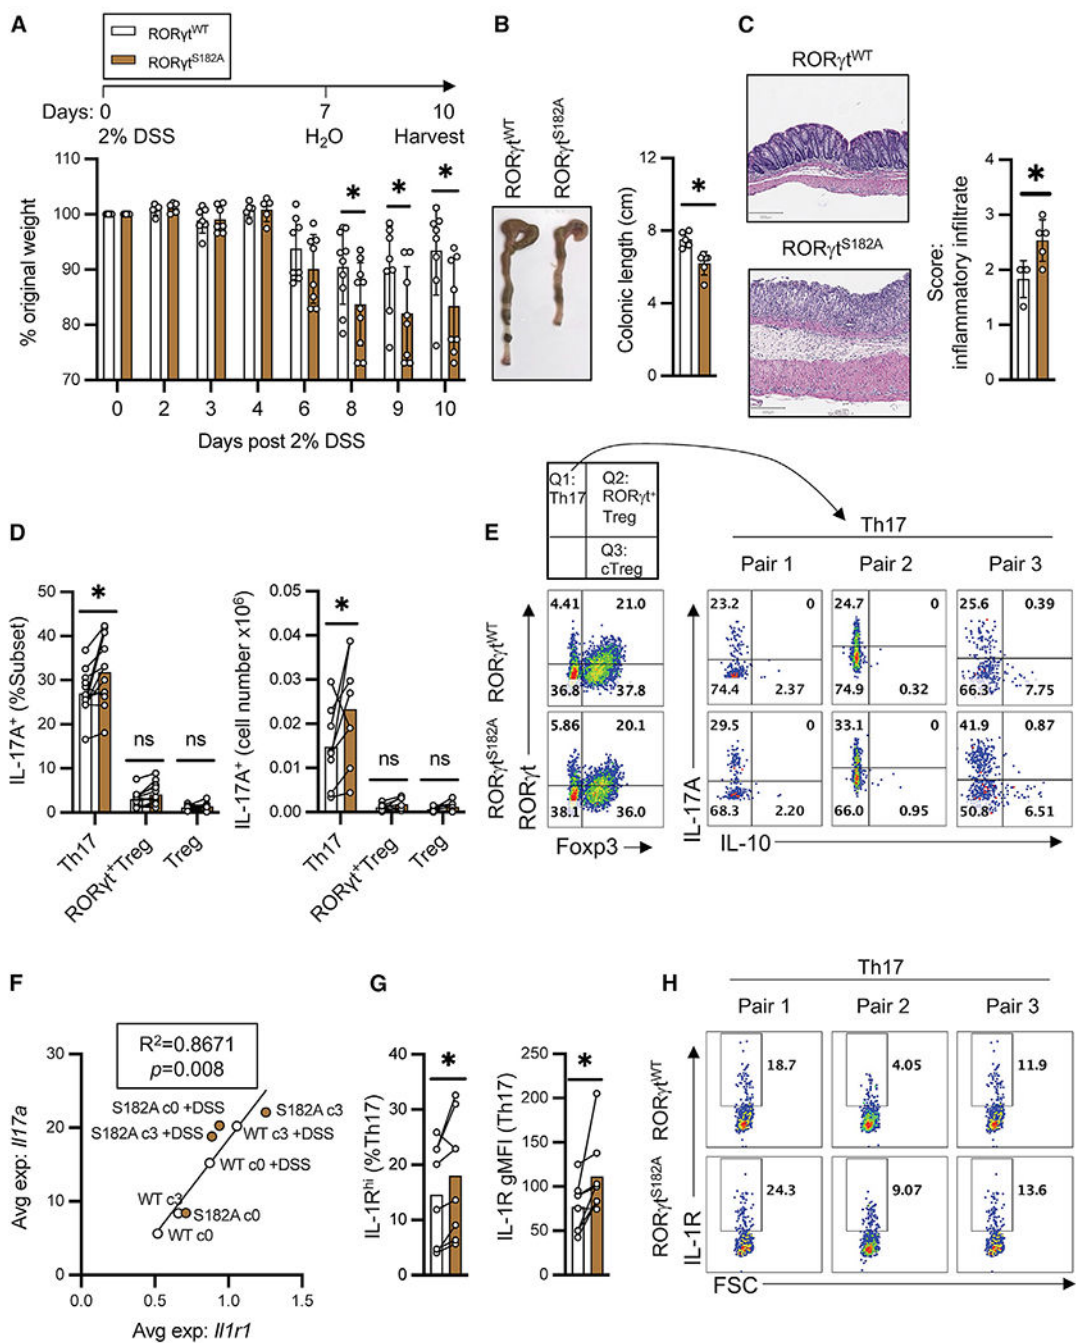 A
RORγt^WT
RORγt^S182A
Days: 0 7 10
2% DSS H₂O Harvest
% original weight
110
100
90
80
70
* * *
0 2 3 4 6 8 9 10
Days post 2% DSS
B
RORγt^WT
RORγt^S182A
Colonic length (cm)
12
8
4
0
*
C
RORγt^WT
RORγt^S182A
Score:
inflammatory infiltrate
4
3
2
1
0
*
D
IL-17A⁺ (%Subset)
50
40
30
20
10
0
* ns ns
Th17
RORγt⁺Treg
Treg
IL-17A⁺ (cell number x10⁶)
0.05
0.04
0.03
0.02
0.01
0.00
* ns ns
Th17
RORγt⁺Treg
Treg
E
Q1:
Th17
Q2:
RORγt⁺
Treg
Q3:
cTreg
Th17
Pair 1 Pair 2 Pair 3
RORγt^WT
4.41 21.0
36.8 37.8
23.2 0
74.4 2.37
24.7 0
74.9 0.32
25.6 0.39
66.3 7.75
RORγt^S182A
5.86 20.1
38.1 36.0
29.5 0
68.3 2.20
33.1 0
66.0 0.95
41.9 0.87
50.8 6.51
RORγt
Foxp3
IL-17A
IL-10
F
R²=0.8671
p=0.008
Avg exp: Il17a
30
20
10
0
S182A c0 +DSS
S182A c3
S182A c3 +DSS
WT c3 +DSS
WT c0 +DSS
WT c3
S182A c0
WT c0
0.0 0.5 1.0 1.5
Avg exp: Il1r1
G
IL-1R^hi (%Th17)
40
30
20
10
0
*
IL-1R gMFI (Th17)
250
200
150
100
50
0
*
H
Th17
Pair 1 Pair 2 Pair 3
RORγt^WT
18.7 4.05 11.9
RORγt^S182A
24.3 9.07 13.6
IL-1R
FSC